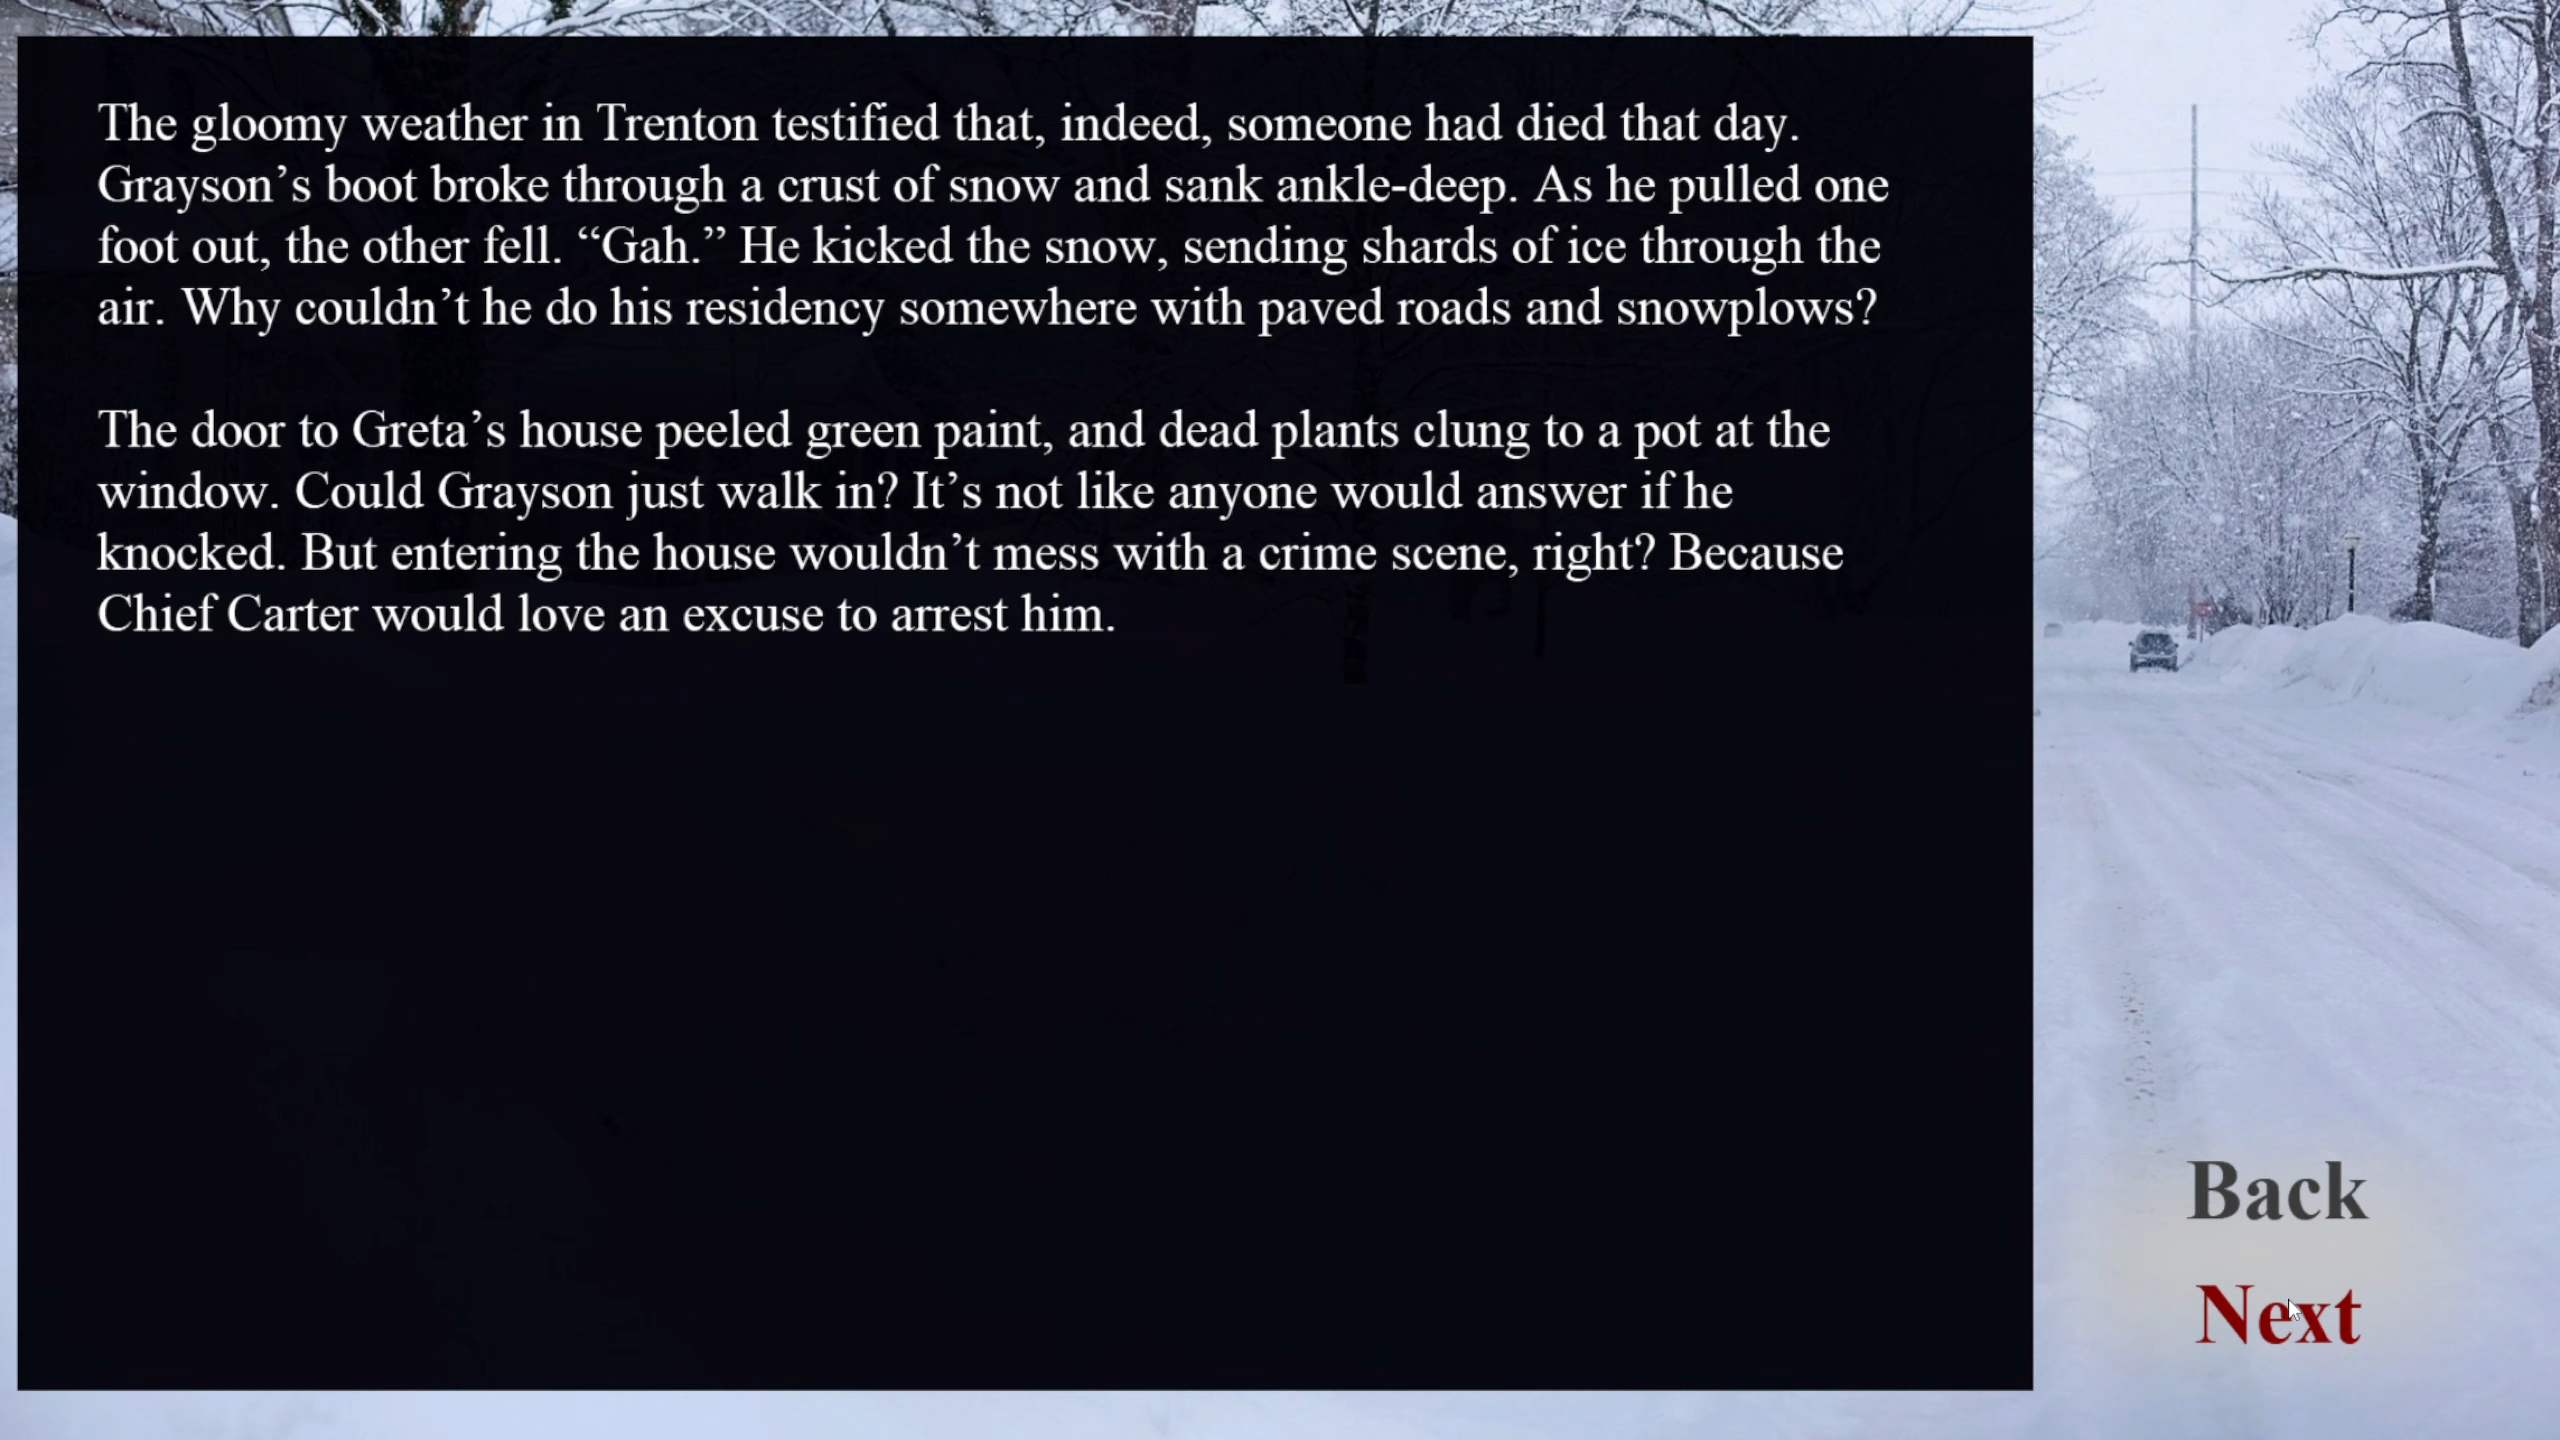 The gloomy weather in Trenton testified that, indeed, someone had died that day.
Grayson’s boot broke through a crust of snow and sank ankle-deep. As he pulled one
foot out, the other fell. “Gah.” He kicked the snow, sending shards of ice through the
air. Why couldn’t he do his residency somewhere with paved roads and snowplows?
The door to Greta’s house peeled green paint, and dead plants clung to a pot at the
window. Could Grayson just walk in? It’s not like anyone would answer if he
knocked. But entering the house wouldn’t mess with a crime scene, right? Because
Chief Carter would love an excuse to arrest him.
Back
Next